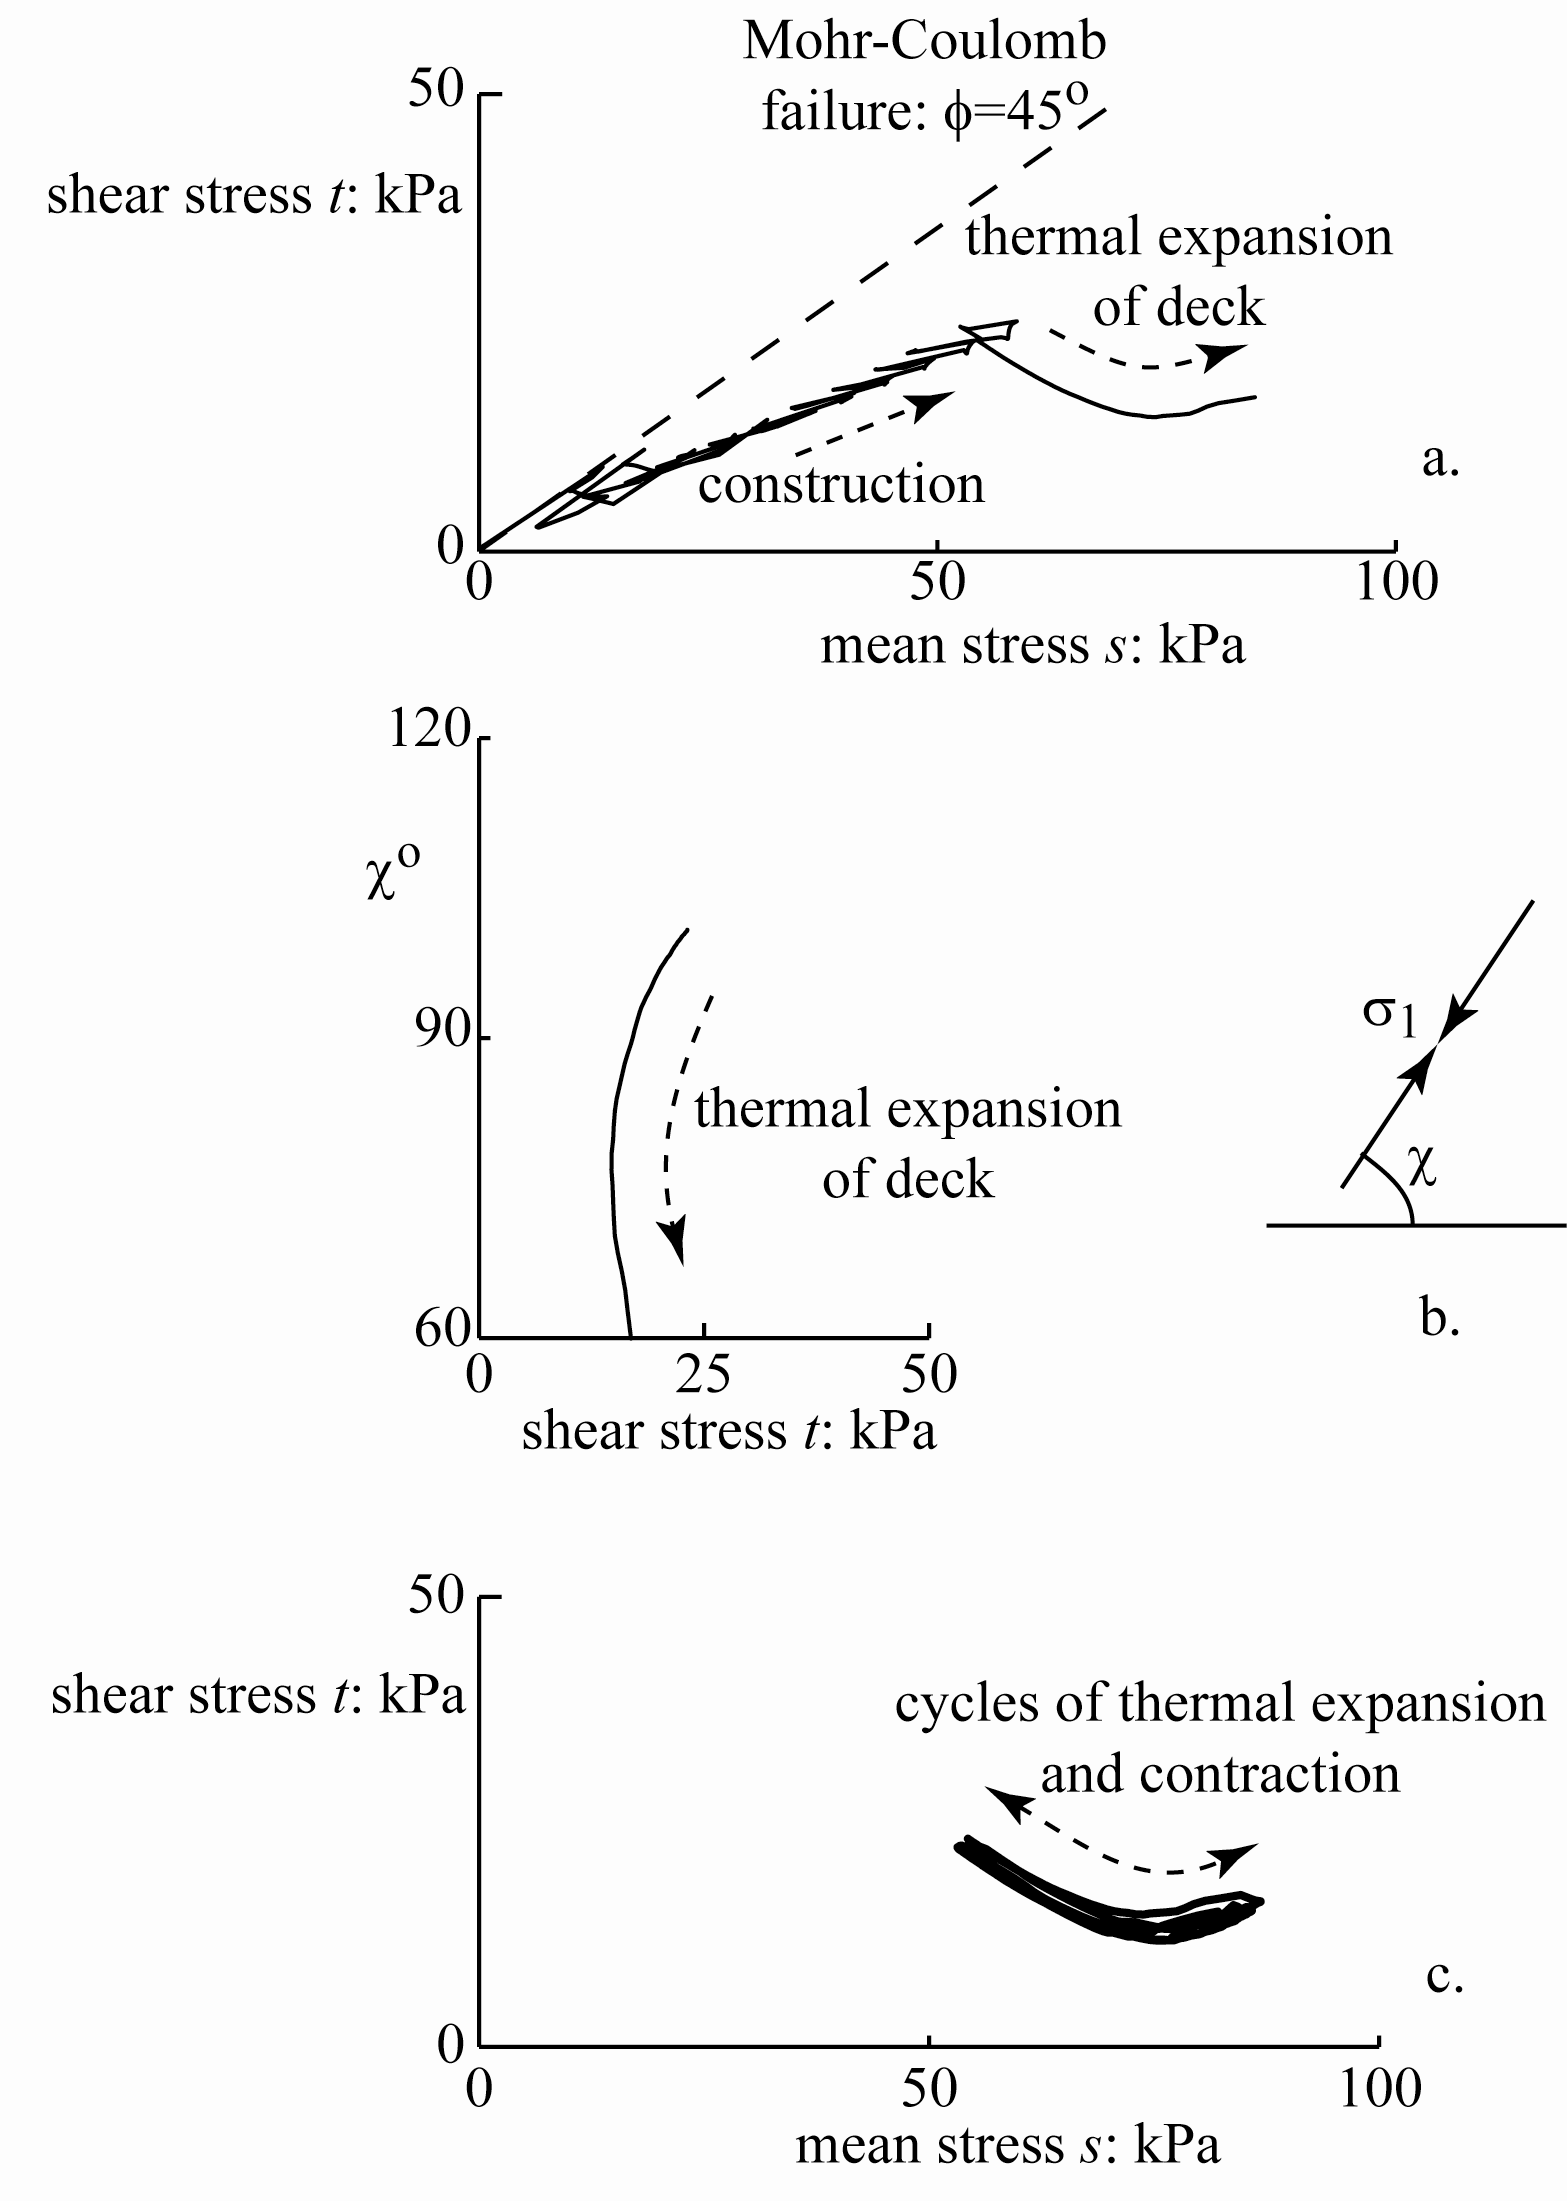 Mohr-Coulomb
failure: ϕ=45°
50
shear stress t: kPa
thermal expansion
of deck
construction
a.
0
0 50 100
mean stress s: kPa
120
χ°
90
60
0 25 50
shear stress t: kPa
thermal expansion
of deck
σ1
χ
b.
50
shear stress t: kPa
cycles of thermal expansion
and contraction
c.
0
0 50 100
mean stress s: kPa